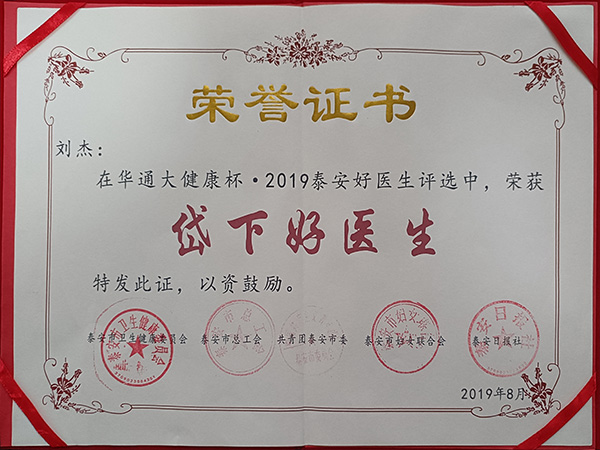 荣誉证书
刘杰：
在华通大健康杯·2019泰安好医生评选中，荣获
岱下好医生
特发此证，以资鼓励。
泰安市卫生健康委员会 泰安市总工会 共青团泰安市委 泰安市妇女联合会 泰安日报社
2019年8月